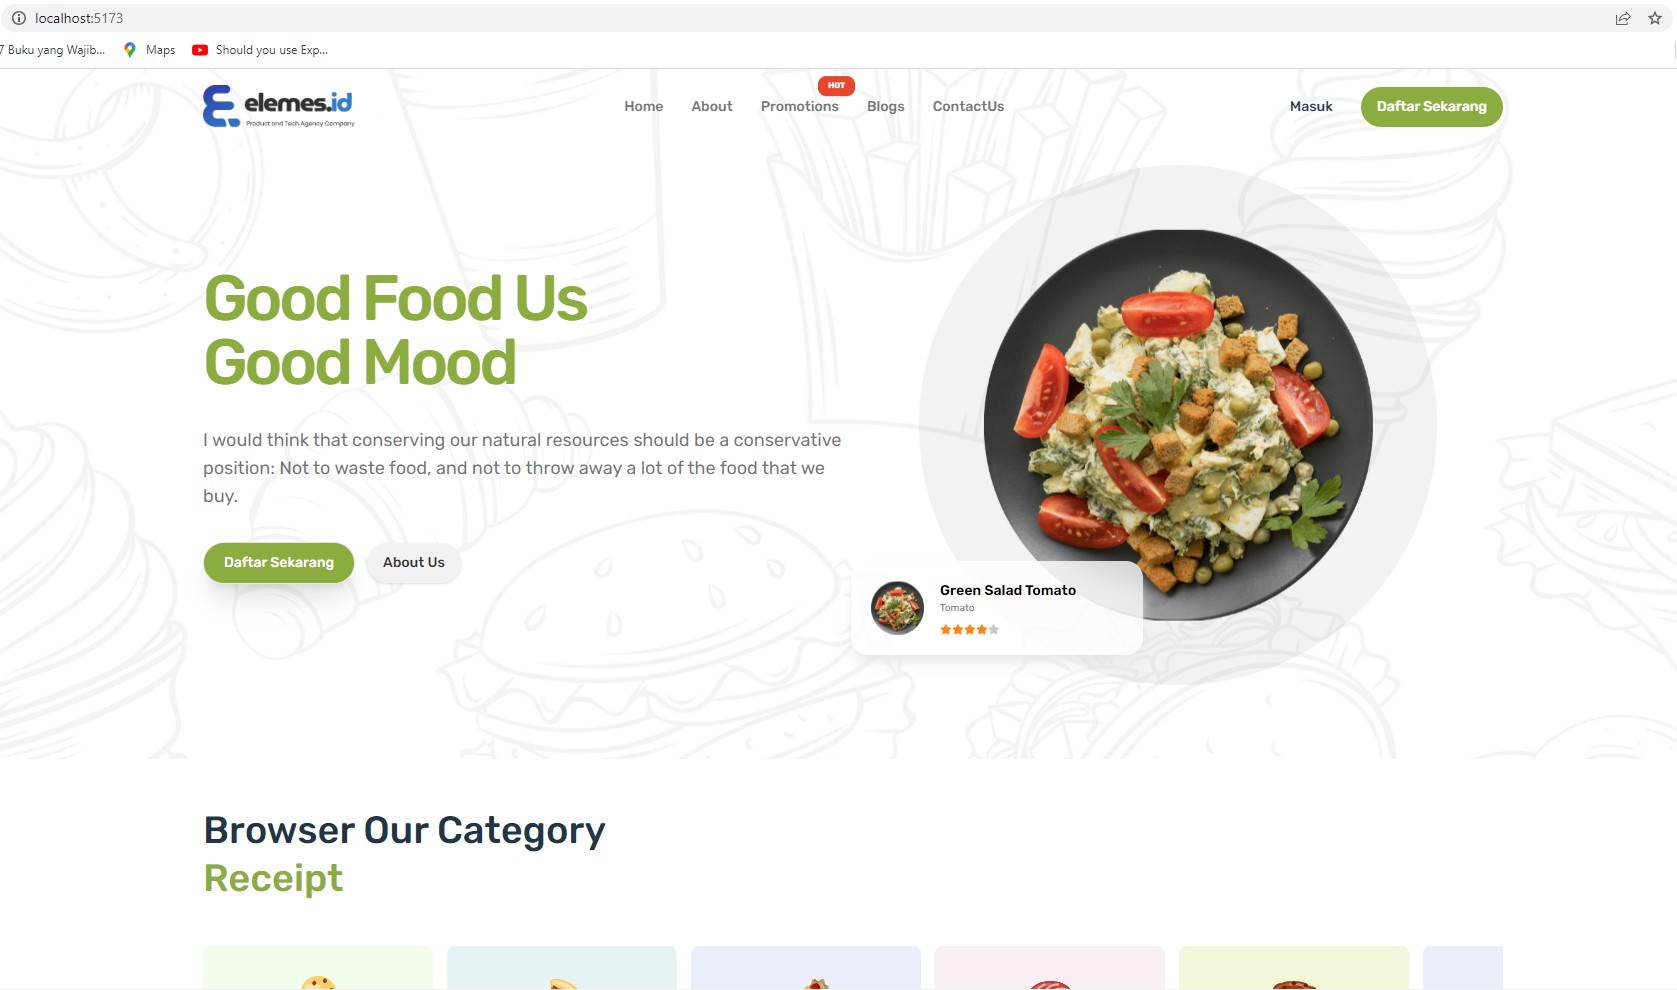 localhost:5173
7 Buku yang Wajib...
Maps
Should you use Exp...
elemes.id
Product and Tech Agency Company
Home
About
Promotions
HOT
Blogs
ContactUs
Masuk
Daftar Sekarang
Good Food Us
Good Mood
I would think that conserving our natural resources should be a conservative
position: Not to waste food, and not to throw away a lot of the food that we
buy.
Daftar Sekarang
About Us
Green Salad Tomato
Tomato
Browser Our Category
Receipt